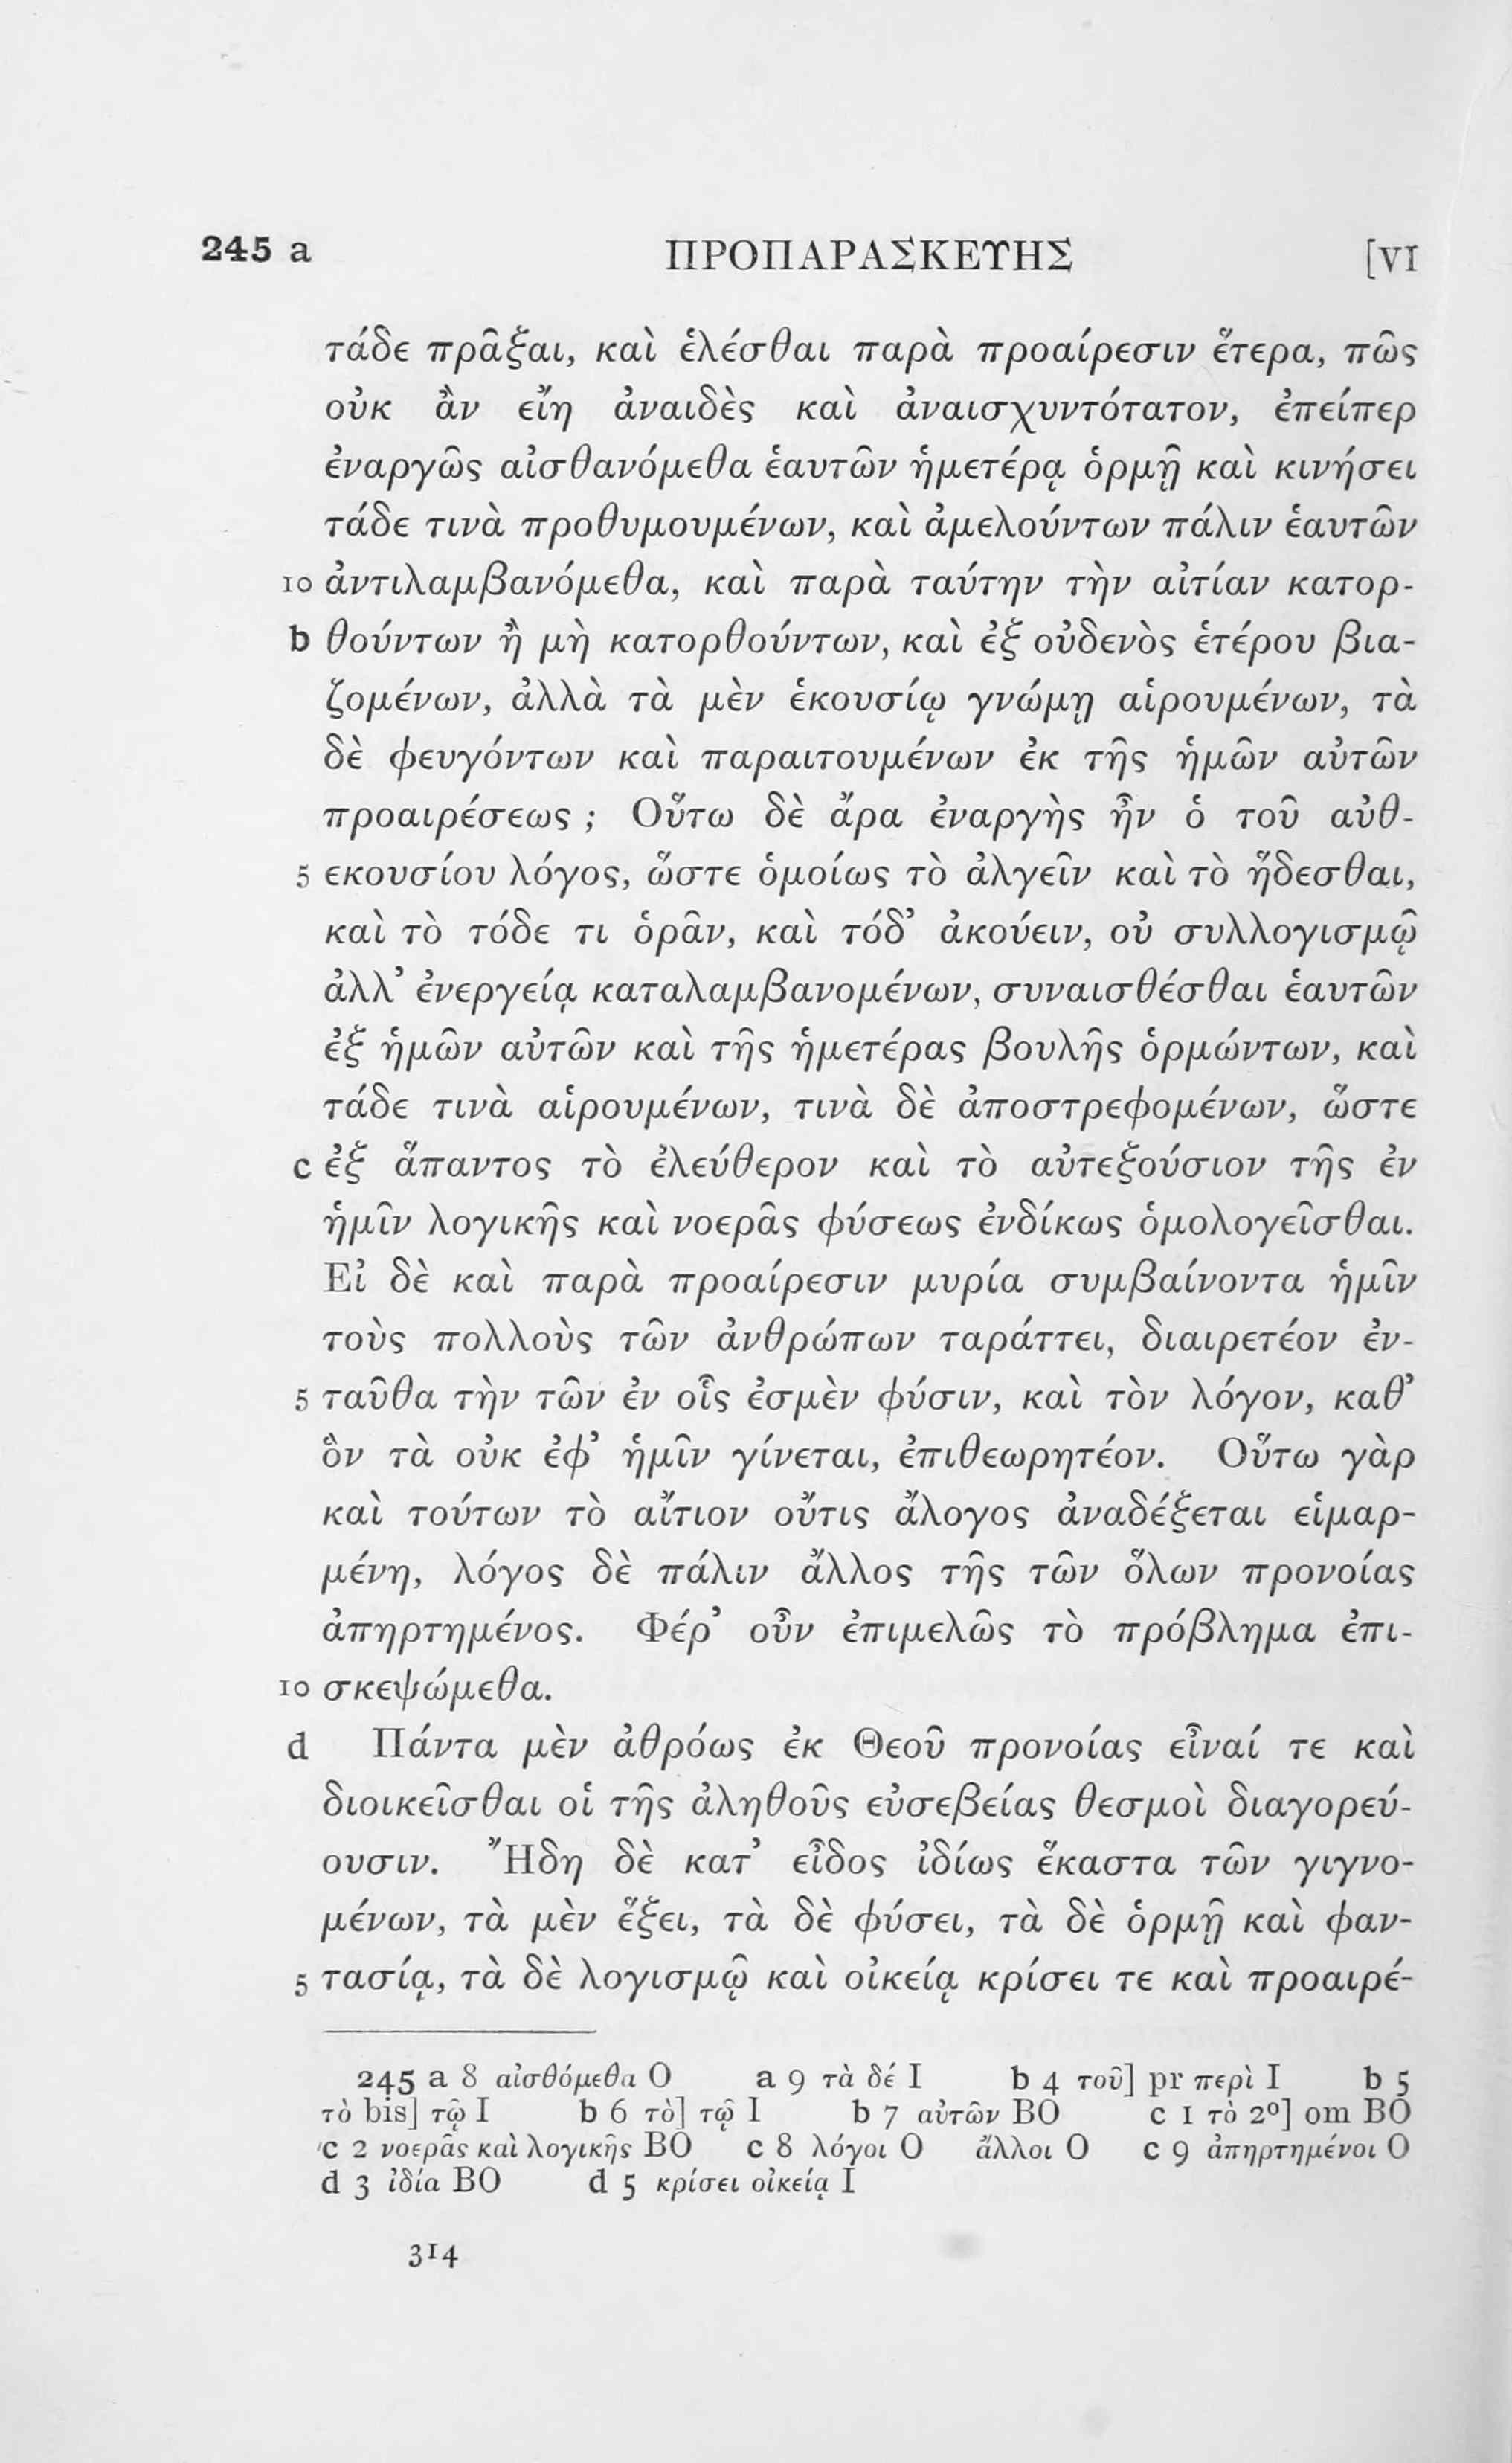 245 a ΠΡΟΠΑΡΑΣΚΕΥΗΣ [VI
τάδε πρᾶξαι, καὶ ἑλέσθαι παρὰ προαίρεσιν ἕτερα, πῶς
οὐκ ἂν εἴη ἀναιδὲς καὶ ἀναισχυντότατον, ἐπείπερ
ἐναργῶς αἰσθανόμεθα ἑαυτῶν ἡμετέρᾳ ὁρμῇ καὶ κινήσει
τάδε τινὰ προθυμουμένων, καὶ ἀμελούντων πάλιν ἑαυτῶν
10 ἀντιλαμβανόμεθα, καὶ παρὰ ταύτην τὴν αἰτίαν κατορ-
b θούντων ἢ μὴ κατορθούντων, καὶ ἐξ οὐδενὸς ἑτέρου βια-
ζομένων, ἀλλὰ τὰ μὲν ἑκουσίῳ γνώμῃ αἱρουμένων, τὰ
δὲ φευγόντων καὶ παραιτουμένων ἐκ τῆς ἡμῶν αὐτῶν
προαιρέσεως ; Οὕτω δὲ ἄρα ἐναργὴς ἦν ὁ τοῦ αὐθ-
5 εκουσίου λόγος, ὥστε ὁμοίως τὸ ἀλγεῖν καὶ τὸ ἥδεσθαι,
καὶ τὸ τόδε τι ὁρᾶν, καὶ τόδ’ ἀκούειν, οὐ συλλογισμῷ
ἀλλ’ ἐνεργείᾳ καταλαμβανομένων, συναισθέσθαι ἑαυτῶν
ἐξ ἡμῶν αὐτῶν καὶ τῆς ἡμετέρας βουλῆς ὁρμώντων, καὶ
τάδε τινὰ αἱρουμένων, τινὰ δὲ ἀποστρεφομένων, ὥστε
c ἐξ ἅπαντος τὸ ἐλεύθερον καὶ τὸ αὐτεξούσιον τῆς ἐν
ἡμῖν λογικῆς καὶ νοερᾶς φύσεως ἐνδίκως ὁμολογεῖσθαι.
Εἰ δὲ καὶ παρὰ προαίρεσιν μυρία συμβαίνοντα ἡμῖν
τοὺς πολλοὺς τῶν ἀνθρώπων ταράττει, διαιρετέον ἐν-
5 ταῦθα τὴν τῶν ἐν οἷς ἐσμὲν φύσιν, καὶ τὸν λόγον, καθ’
ὃν τὰ οὐκ ἐφ’ ἡμῖν γίνεται, ἐπιθεωρητέον. Οὕτω γὰρ
καὶ τούτων τὸ αἴτιον οὔτις ἄλογος ἀναδέξεται εἱμαρ-
μένη, λόγος δὲ πάλιν ἄλλος τῆς τῶν ὅλων προνοίας
ἀπηρτημένος. Φέρ’ οὖν ἐπιμελῶς τὸ πρόβλημα ἐπι-
10 σκεψώμεθα.
d Πάντα μὲν ἀθρόως ἐκ Θεοῦ προνοίας εἶναί τε καὶ
διοικεῖσθαι οἱ τῆς ἀληθοῦς εὐσεβείας θεσμοὶ διαγορεύ-
ουσιν. Ἤδη δὲ κατ’ εἶδος ἰδίως ἕκαστα τῶν γιγνο-
μένων, τὰ μὲν ἕξει, τὰ δὲ φύσει, τὰ δὲ ὁρμῇ καὶ φαν-
5 τασίᾳ, τὰ δὲ λογισμῷ καὶ οἰκείᾳ κρίσει τε καὶ προαιρέ-
245 a 8 αἰσθόμεθα O a 9 τὰ δέ I b 4 τοῦ] pr περὶ I b 5
τὸ bis] τῷ I b 6 τὸ] τῷ I b 7 αὑτῶν BO c 1 τὸ 2º] om BO
c 2 νοερᾶς καὶ λογικῆς BO c 8 λόγοι O ἄλλοι O c 9 ἀπηρτημένοι O
d 3 ἰδία BO d 5 κρίσει οἰκείᾳ I
314